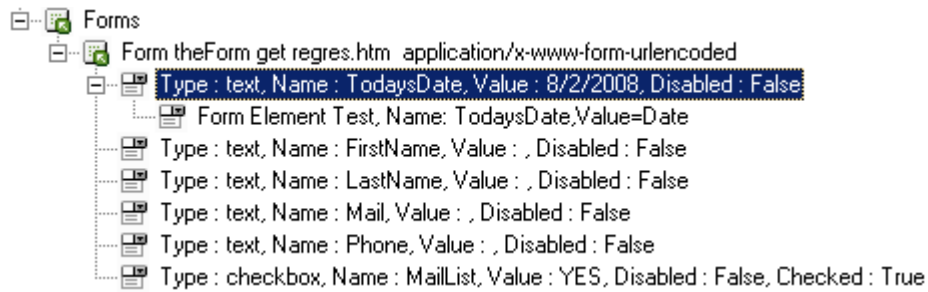 Forms
Form theForm get regres.htm application/x-www-form-urlencoded
Type : text, Name : TodaysDate, Value : 8/2/2008, Disabled : False
Form Element Test, Name: TodaysDate,Value=Date
Type : text, Name : FirstName, Value : , Disabled : False
Type : text, Name : LastName, Value : , Disabled : False
Type : text, Name : Mail, Value : , Disabled : False
Type : text, Name : Phone, Value : , Disabled : False
Type : checkbox, Name : MailList, Value : YES, Disabled : False, Checked : True